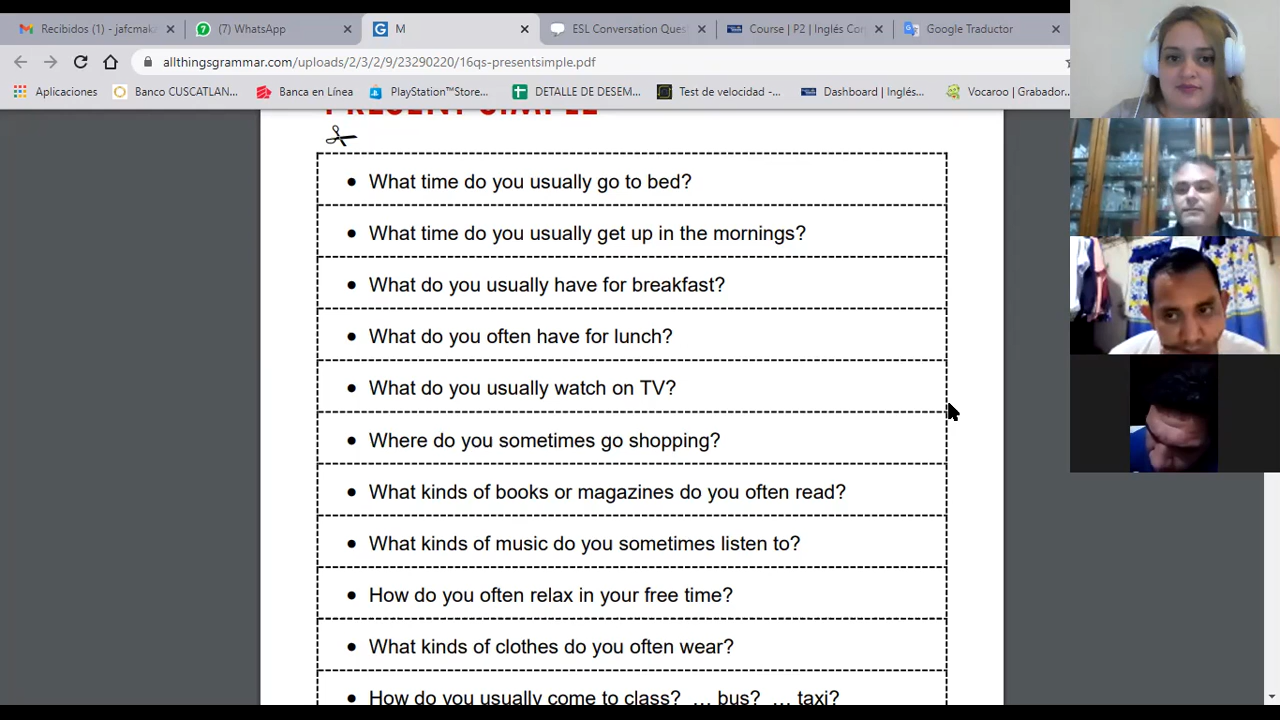 Recibidos (1) - jafcmak
(7) WhatsApp
M
ESL Conversation Ques
Course | P2 | Inglés Cor
Google Traductor
allthingsgrammar.com/uploads/2/3/2/9/23290220/16qs-presentsimple.pdf
Aplicaciones
Banco CUSCATLAN...
Banca en Línea
PlayStation™Store...
DETALLE DE DESEM...
Test de velocidad -...
Dashboard | Inglés...
Vocaroo | Grabador...
PRESENT SIMPLE
• What time do you usually go to bed?
• What time do you usually get up in the mornings?
• What do you usually have for breakfast?
• What do you often have for lunch?
• What do you usually watch on TV?
• Where do you sometimes go shopping?
• What kinds of books or magazines do you often read?
• What kinds of music do you sometimes listen to?
• How do you often relax in your free time?
• What kinds of clothes do you often wear?
• How do you usually come to class? ... bus? ... taxi?